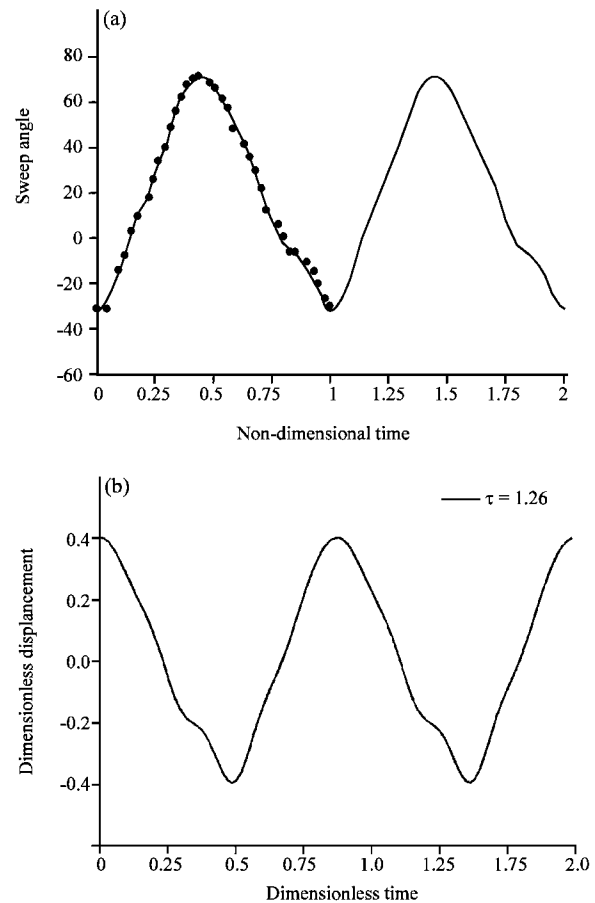 (a)
80
60
40
20
0
-20
-40
-60
Sweep angle
0 0.25 0.5 0.75 1 1.25 1.5 1.75 2
Non-dimensional time
(b)
τ = 1.26
0.4
0.2
0.0
-0.2
-0.4
Dimensionless displancement
0 0.25 0.5 0.75 1.0 1.25 1.75 2.0
Dimensionless time